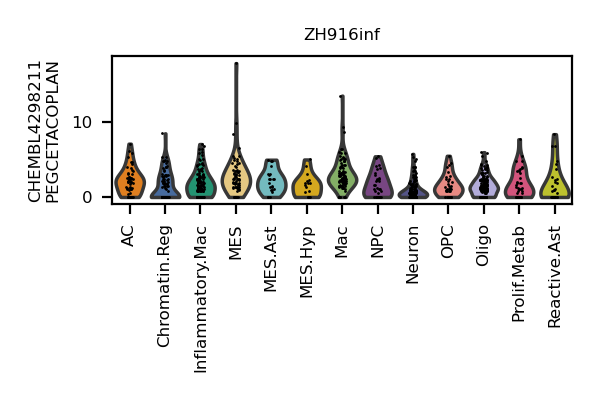 ZH916inf
CHEMBL4298211
PEGCETACOPLAN
10
0
AC
Chromatin.Reg
Inflammatory.Mac
MES
MES.Ast
MES.Hyp
Mac
NPC
Neuron
OPC
Oligo
Prolif.Metab
Reactive.Ast